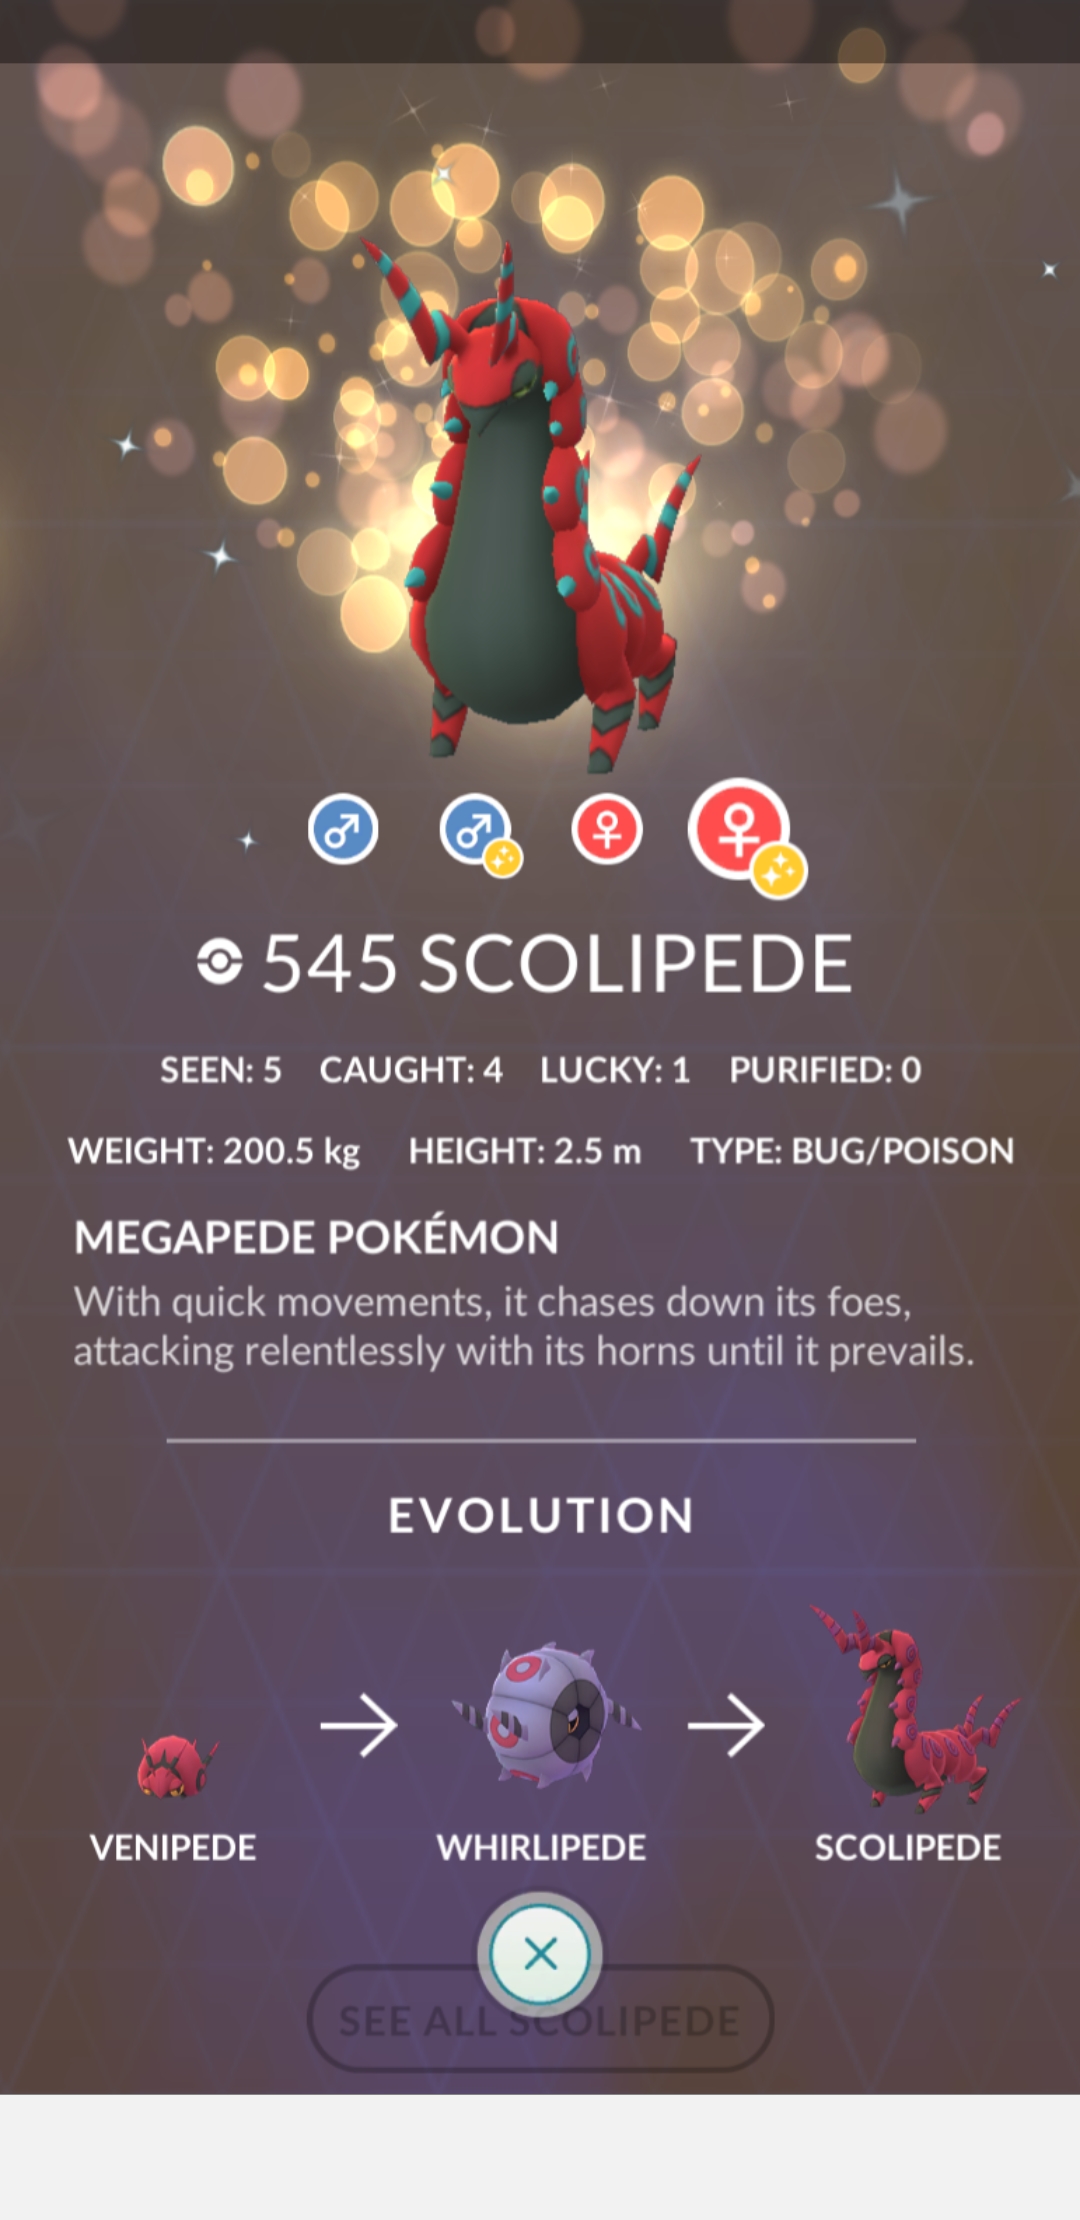 545 SCOLIPEDE
SEEN: 5 CAUGHT: 4 LUCKY: 1 PURIFIED: 0
WEIGHT: 200.5 kg HEIGHT: 2.5 m TYPE: BUG/POISON
MEGAPEDE POKÉMON
With quick movements, it chases down its foes,
attacking relentlessly with its horns until it prevails.
EVOLUTION
VENIPEDE WHIRLIPEDE SCOLIPEDE
SEE ALL SCOLIPEDE